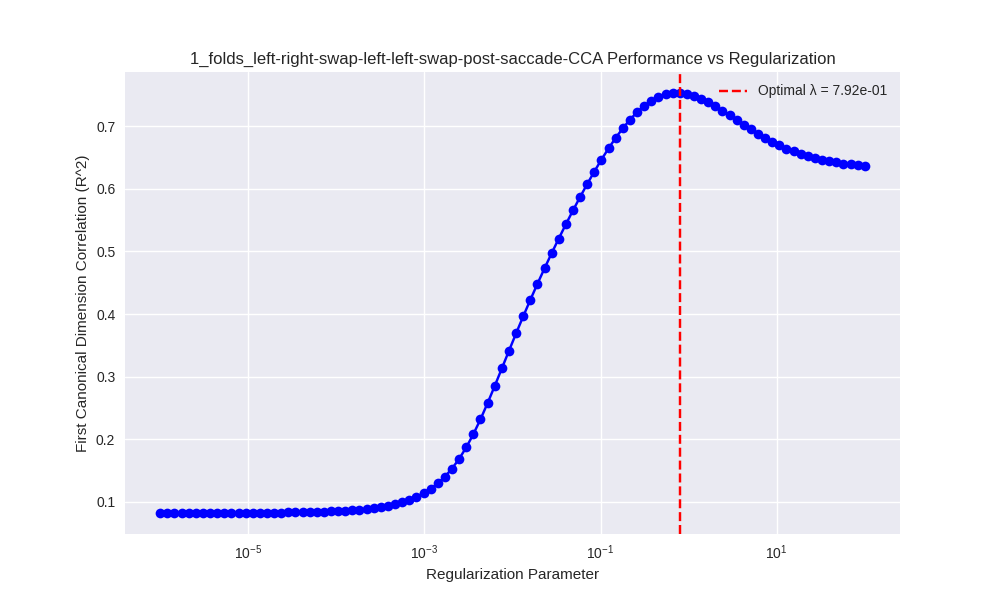 1_folds_left-right-swap-left-left-swap-post-saccade-CCA Performance vs Regularization
Optimal λ = 7.92e-01
First Canonical Dimension Correlation (R^2)
0.7
0.6
0.5
0.4
0.3
0.2
0.1
10⁻⁵
10⁻³
10⁻¹
10¹
Regularization Parameter